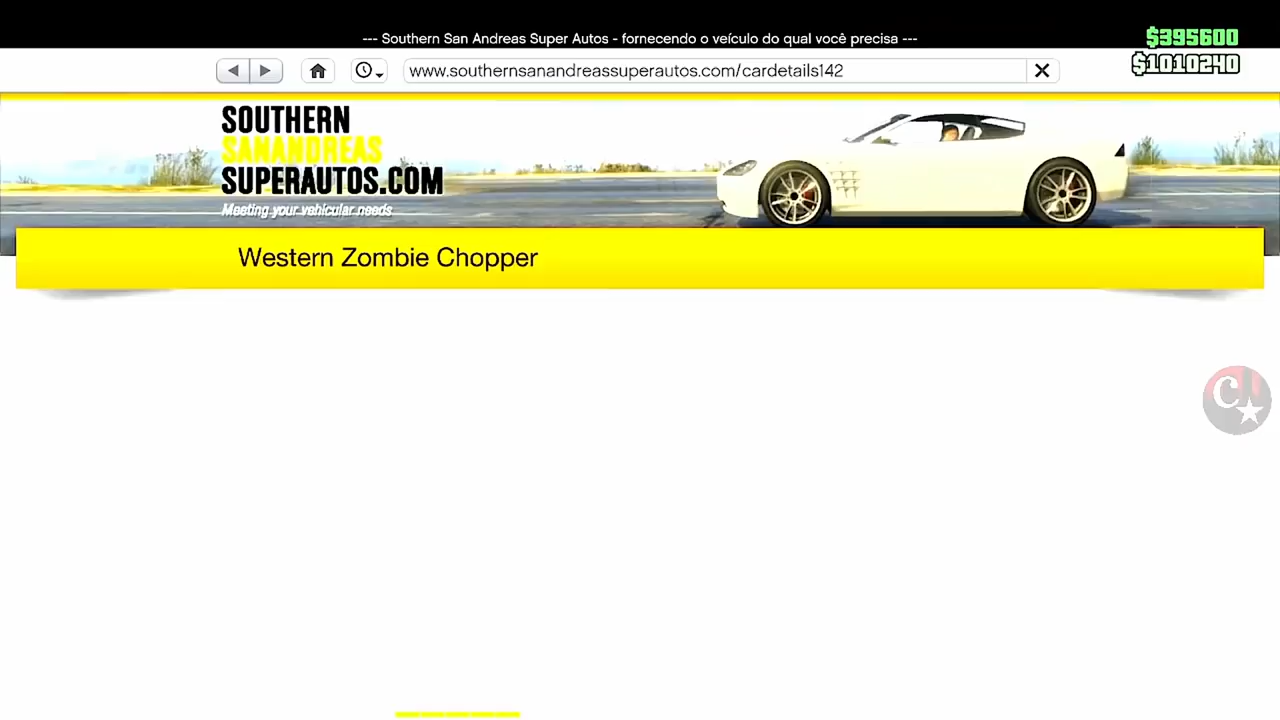 --- Southern San Andreas Super Autos - fornecendo o veículo do qual você precisa ---
$395600
$1010240
www.southernsanandreassuperautos.com/cardetails142
SOUTHERN
SANANDREAS
SUPERAUTOS.COM
Meeting your vehicular needs
Western Zombie Chopper
C